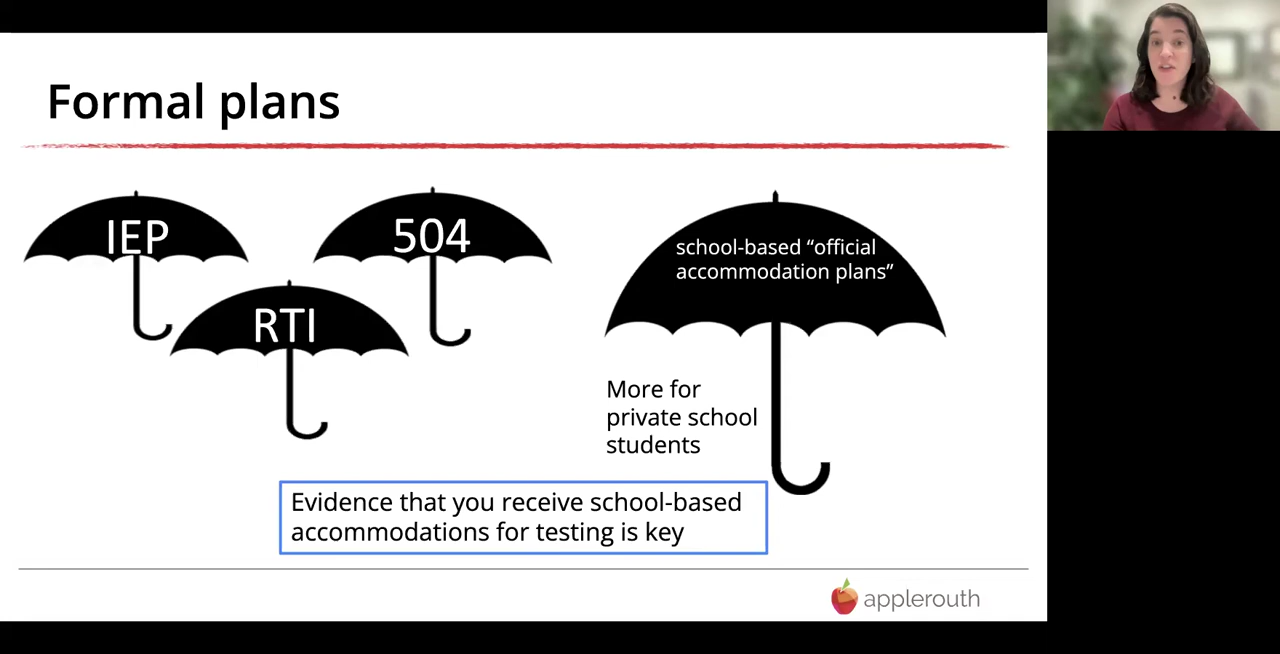 Formal plans
IEP
504
RTI
school-based “official
accommodation plans”
More for
private school
students
Evidence that you receive school-based
accommodations for testing is key
applerouth